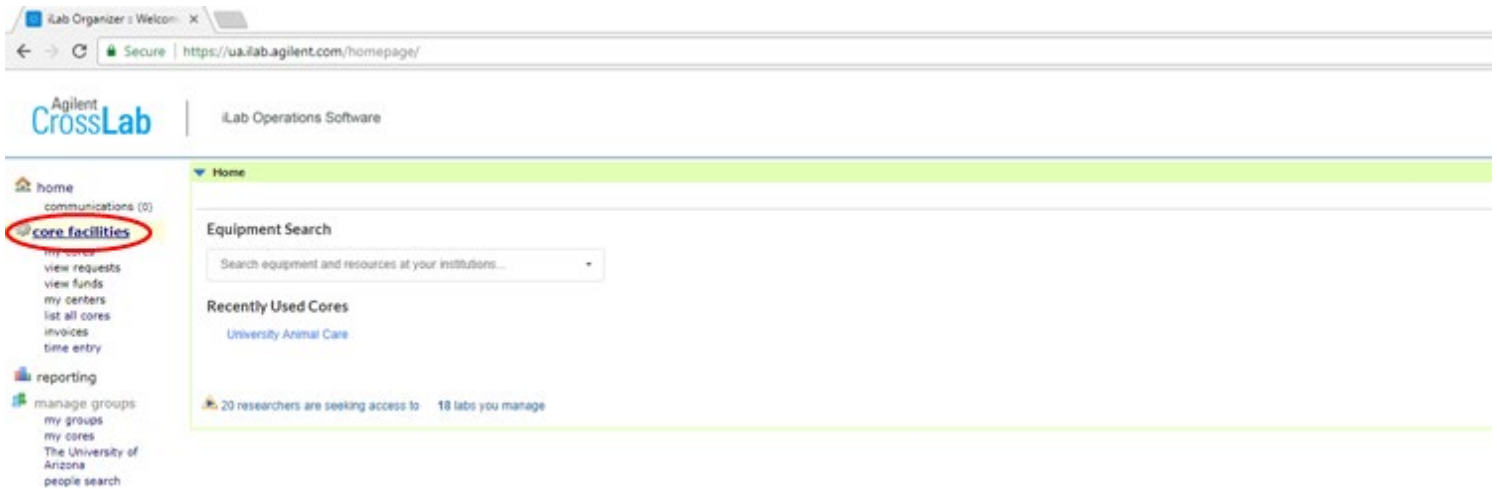 iLab Organizer :: Welcom
Secure | https://ua.ilab.agilent.com/homepage/
Agilent
CrossLab
iLab Operations Software
Home
home
communications (0)
core facilities
my cores
view requests
view funds
my centers
list all cores
invoices
time entry
reporting
manage groups
my groups
my cores
The University of
Arizona
people search
Equipment Search
Search equipment and resources at your institutions...
Recently Used Cores
University Animal Care
20 researchers are seeking access to 18 labs you manage